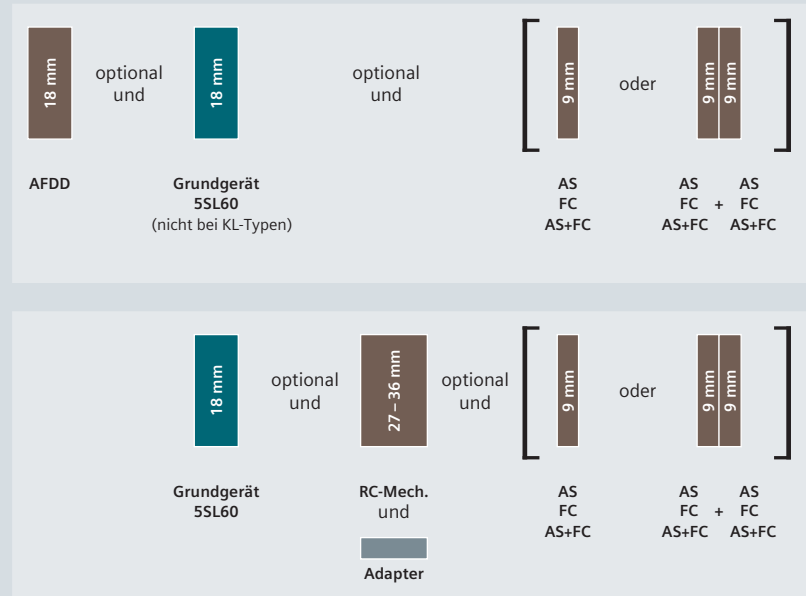 18 mm
optional
und
18 mm
optional
und
9 mm
oder
9 mm
9 mm
AFDD
Grundgerät
5SL60
(nicht bei KL-Typen)
AS
FC
AS+FC
AS AS
FC + FC
AS+FC AS+FC
18 mm
optional
und
27 – 36 mm
optional
und
9 mm
oder
9 mm
9 mm
Grundgerät
5SL60
RC-Mech.
und
Adapter
AS
FC
AS+FC
AS AS
FC + FC
AS+FC AS+FC